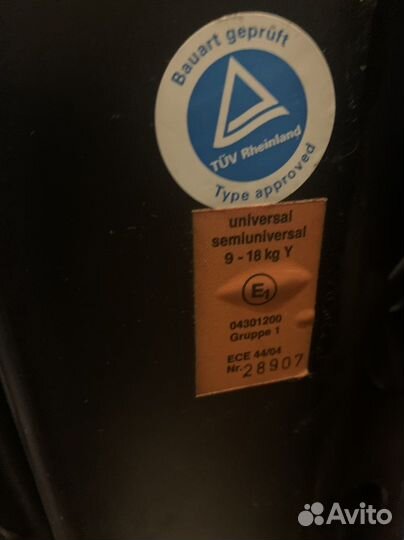 Bauart geprüft
TÜV Rheinland
Type approved
universal
semiuniversal
9 - 18 kg Y
E1
04301200
Gruppe 1
ECE 44/04
Nr. 28907
Avito